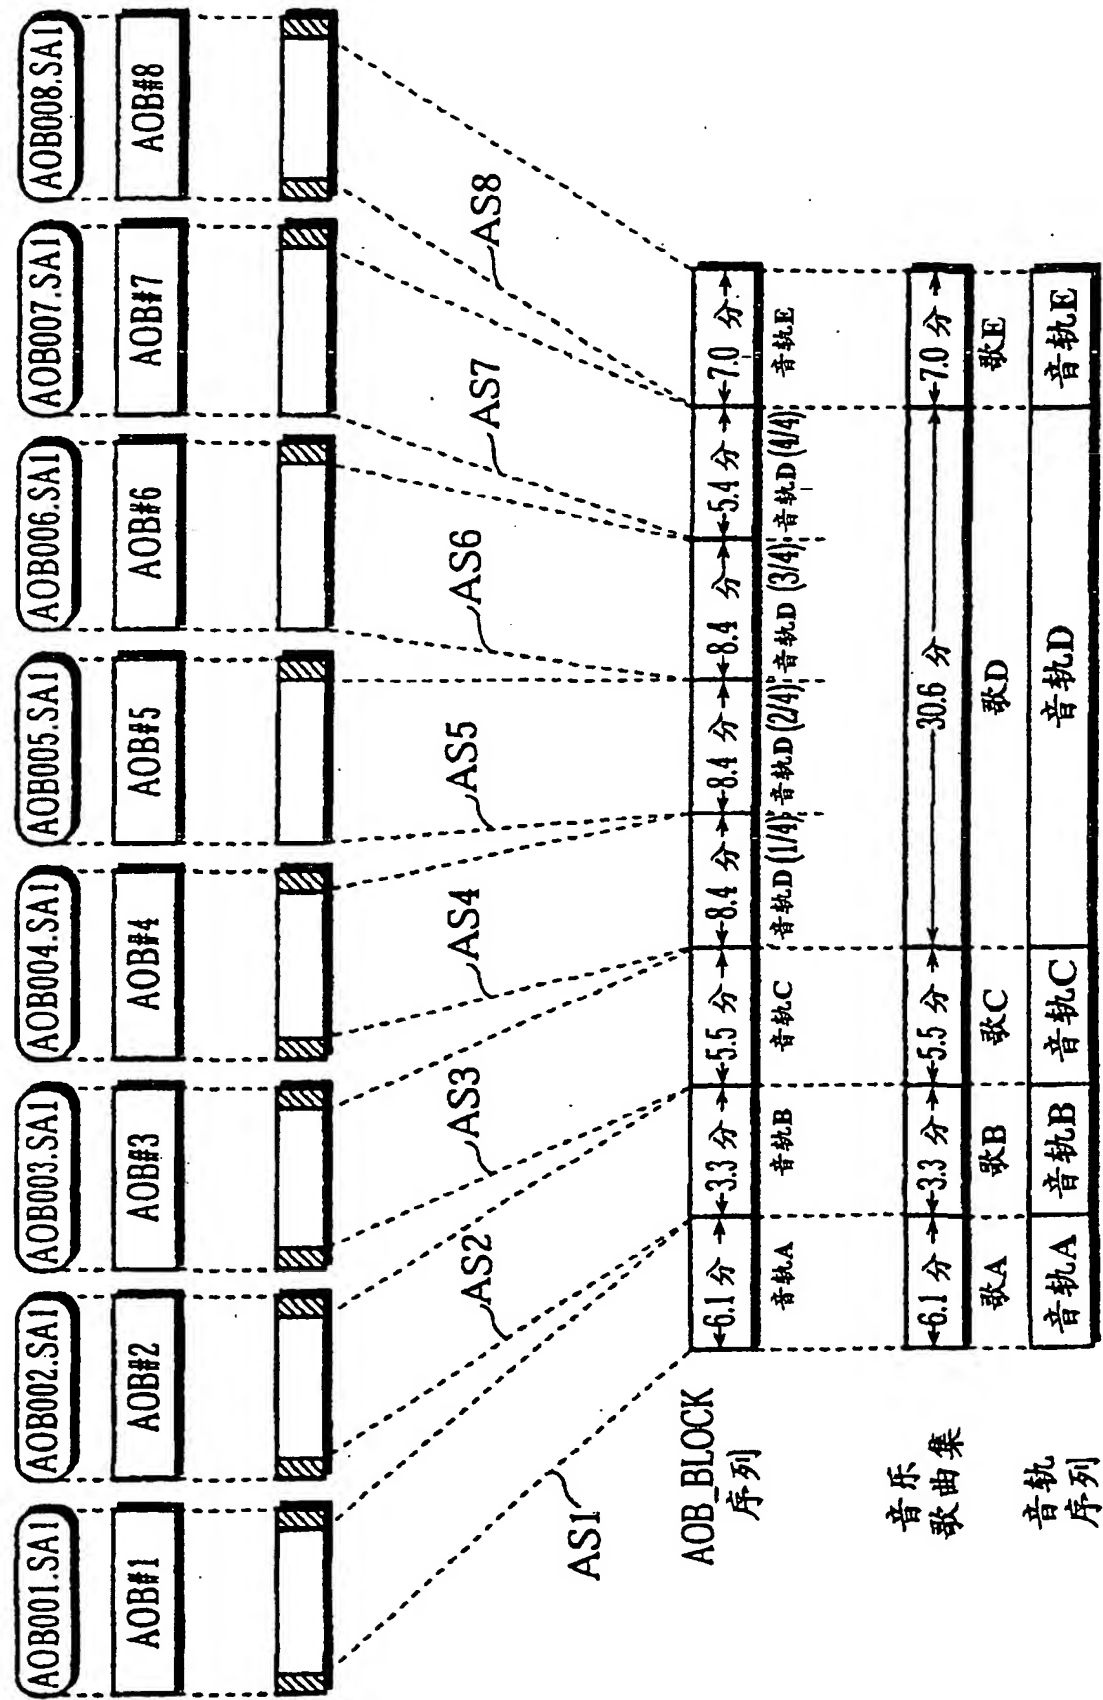 AOB001.SA1
AOB002.SA1
AOB003.SA1
AOB004.SA1
AOB005.SA1
AOB006.SA1
AOB007.SA1
AOB008.SA1
AOB#1
AOB#2
AOB#3
AOB#4
AOB#5
AOB#6
AOB#7
AOB#8
AS1
AS2
AS3
AS4
AS5
AS6
AS7
AS8
AOB_BLOCK
序列
6.1 分
3.3 分
5.5 分
8.4 分
8.4 分
8.4 分
5.4 分
7.0 分
音轨A
音轨B
音轨C
音轨D (1/4)
音轨D (2/4)
音轨D (3/4)
音轨D (4/4)
音轨E
音乐
歌曲集
6.1 分
3.3 分
5.5 分
30.6 分
7.0 分
歌A
歌B
歌C
歌D
歌E
音轨
序列
音轨A
音轨B
音轨C
音轨D
音轨E